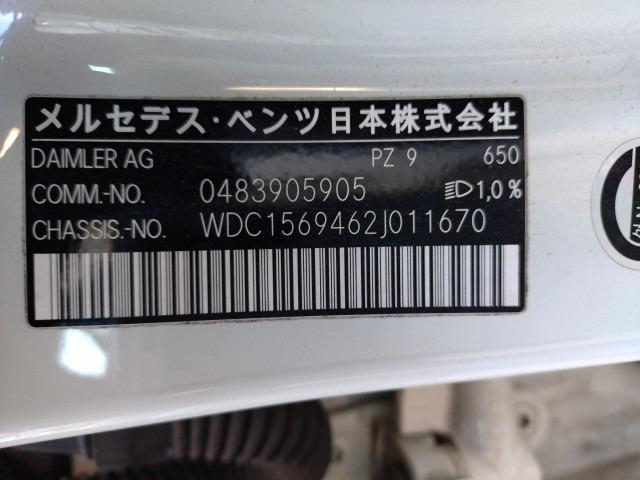 メルセデス・ベンツ日本株式会社
DAIMLER AG PZ 9 650
COMM.-NO. 0483905905 1,0%
CHASSIS.-NO. WDC1569462J011670